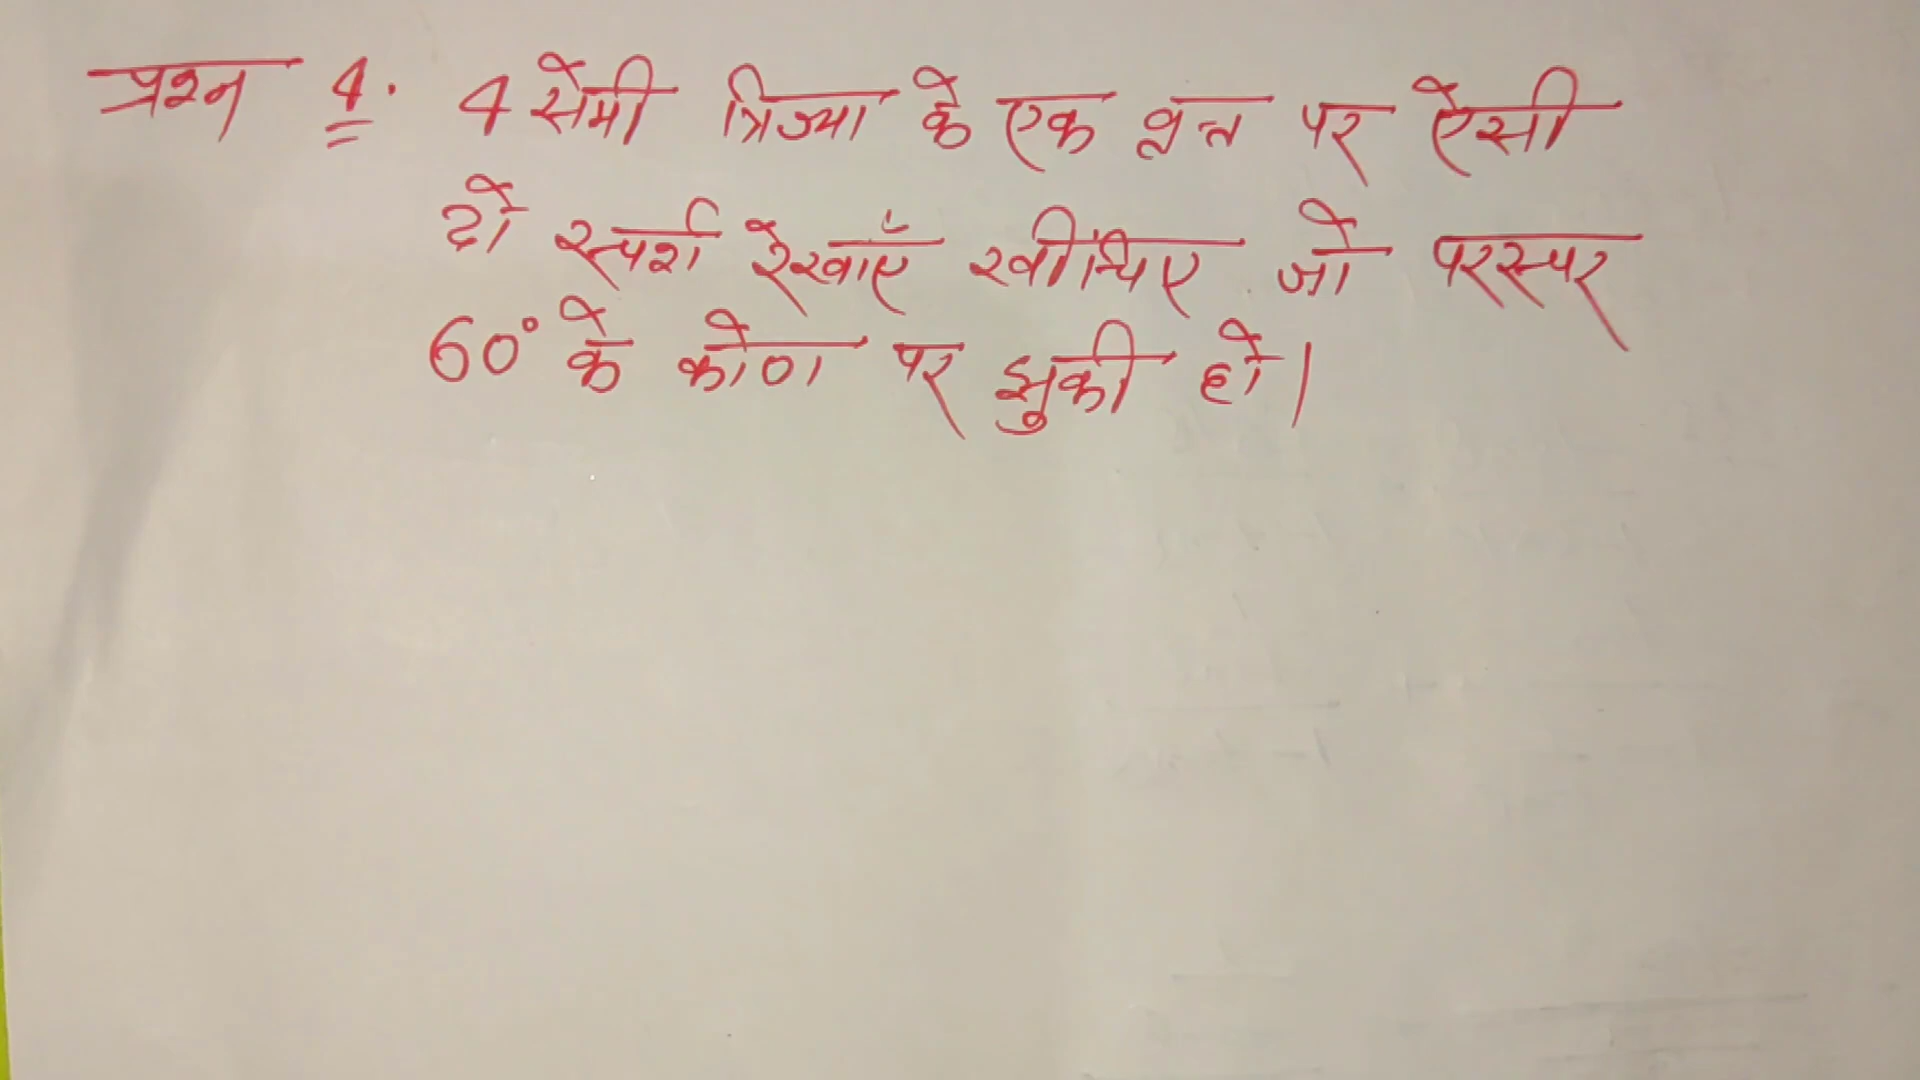 प्रश्न 4. 4 सेमी त्रिज्या के एक वृत्त पर ऐसी
दो स्पर्श रेखाएँ खींचिए जो परस्पर
60° के कोण पर झुकी हो।